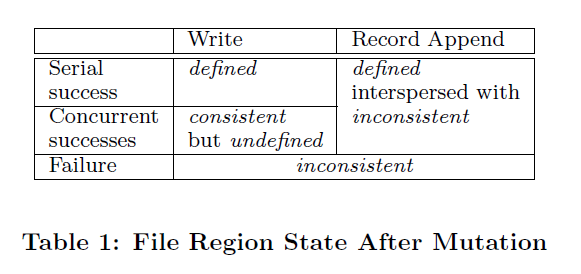 Write Record Append
Serial defined defined
success interspersed with
Concurrent consistent inconsistent
successes but undefined
Failure inconsistent
Table 1: File Region State After Mutation